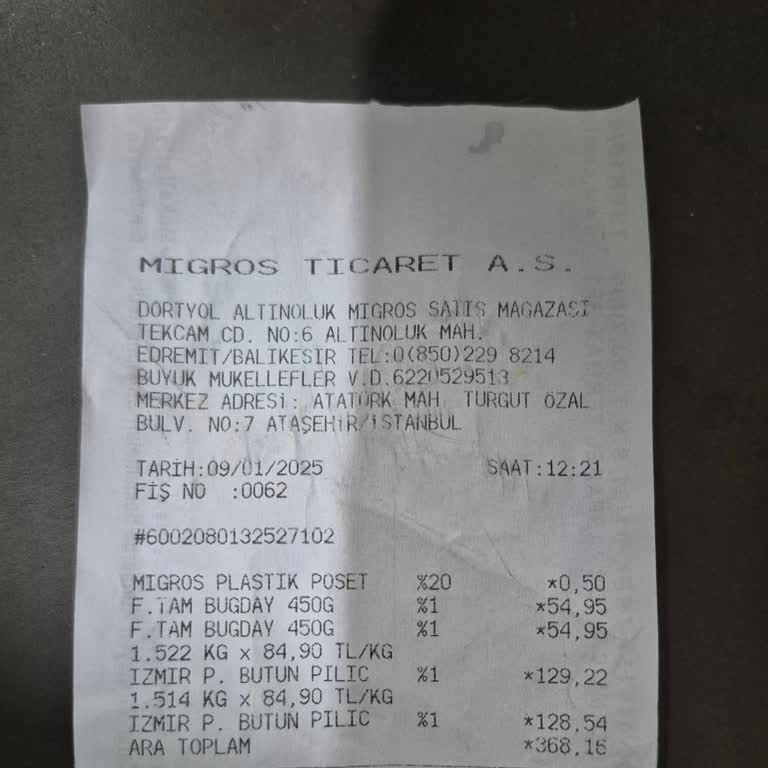 MIGROS TICARET A.S.
DORTYOL ALTINOLUK MIGROS SATIS MAGAZASI
TEKCAM CD. NO:6 ALTINOLUK MAH.
EDREMIT/BALIKESIR TEL:0(850)229 8214
BUYUK MUKELLEFLER V.D.6220529513
MERKEZ ADRESİ: ATATÜRK MAH. TURGUT ÖZAL
BULV. NO:7 ATAŞEHİR/İSTANBUL
TARİH:09/01/2025 SAAT:12:21
FİŞ NO :0062
#6002080132527102
MIGROS PLASTIK POSET %20 *0,50
F.TAM BUGDAY 450G %1 *54,95
F.TAM BUGDAY 450G %1 *54,95
1.522 KG x 84,90 TL/KG
IZMIR P. BUTUN PILIC %1 *129,22
1.514 KG x 84,90 TL/KG
IZMIR P. BUTUN PILIC %1 *128,54
ARA TOPLAM *368,16